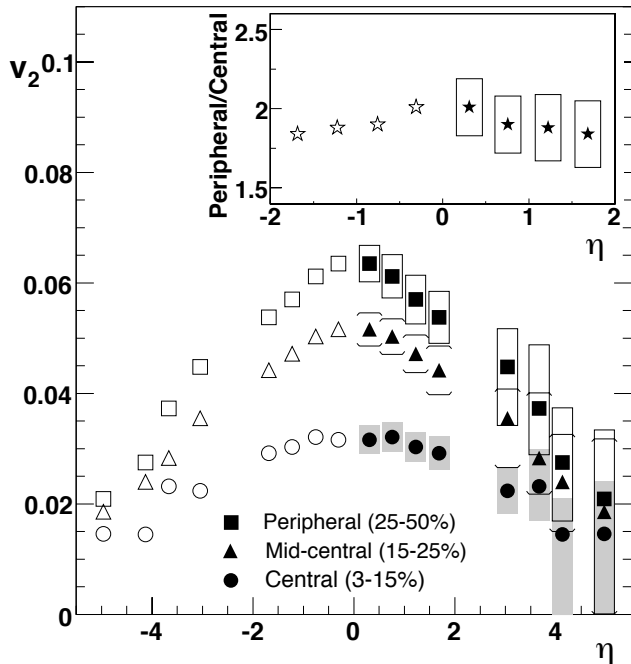 v2
0.1
0.08
0.06
0.04
0.02
0
-4
-2
0
2
4
η
Peripheral/Central
2.5
2
1.5
-2
-1
0
1
2
η
Peripheral (25-50%)
Mid-central (15-25%)
Central (3-15%)